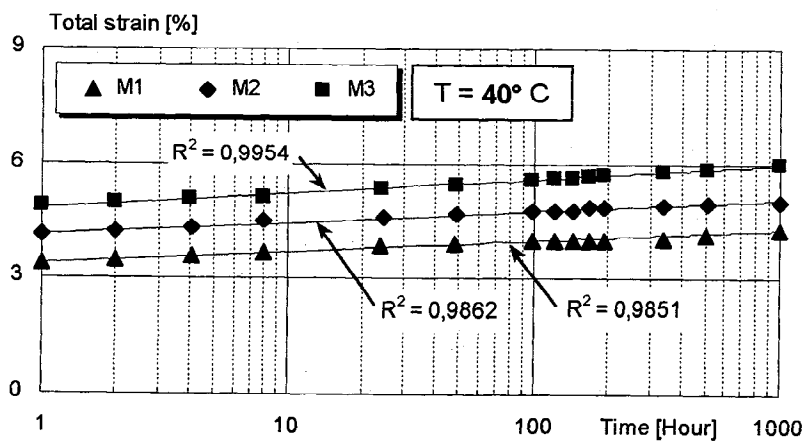 Total strain [%]
9
M1 M2 M3
T = 40° C
R² = 0,9954
6
3
R² = 0,9862
R² = 0,9851
0
1 10 100 Time [Hour] 1000